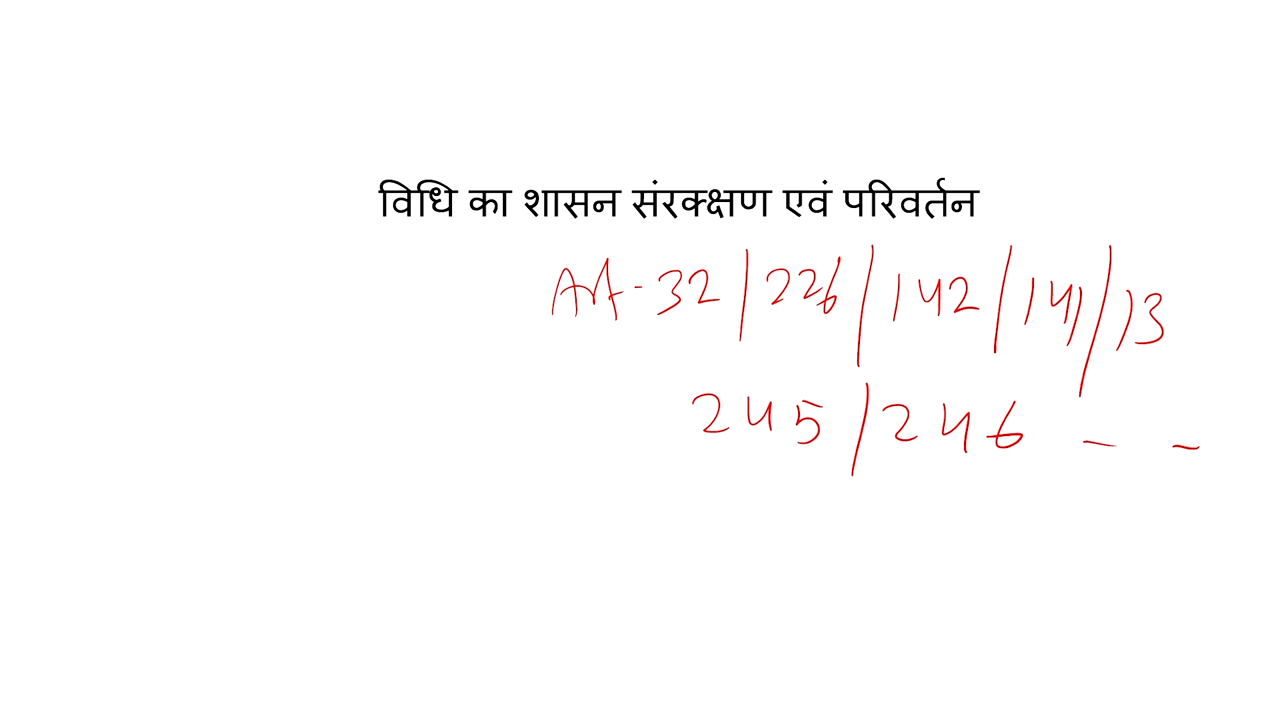 विधि का शासन संरक्क्षण एवं परिवर्तन
Art - 32 / 226 / 142 / 141 / 13
245 / 246 - -